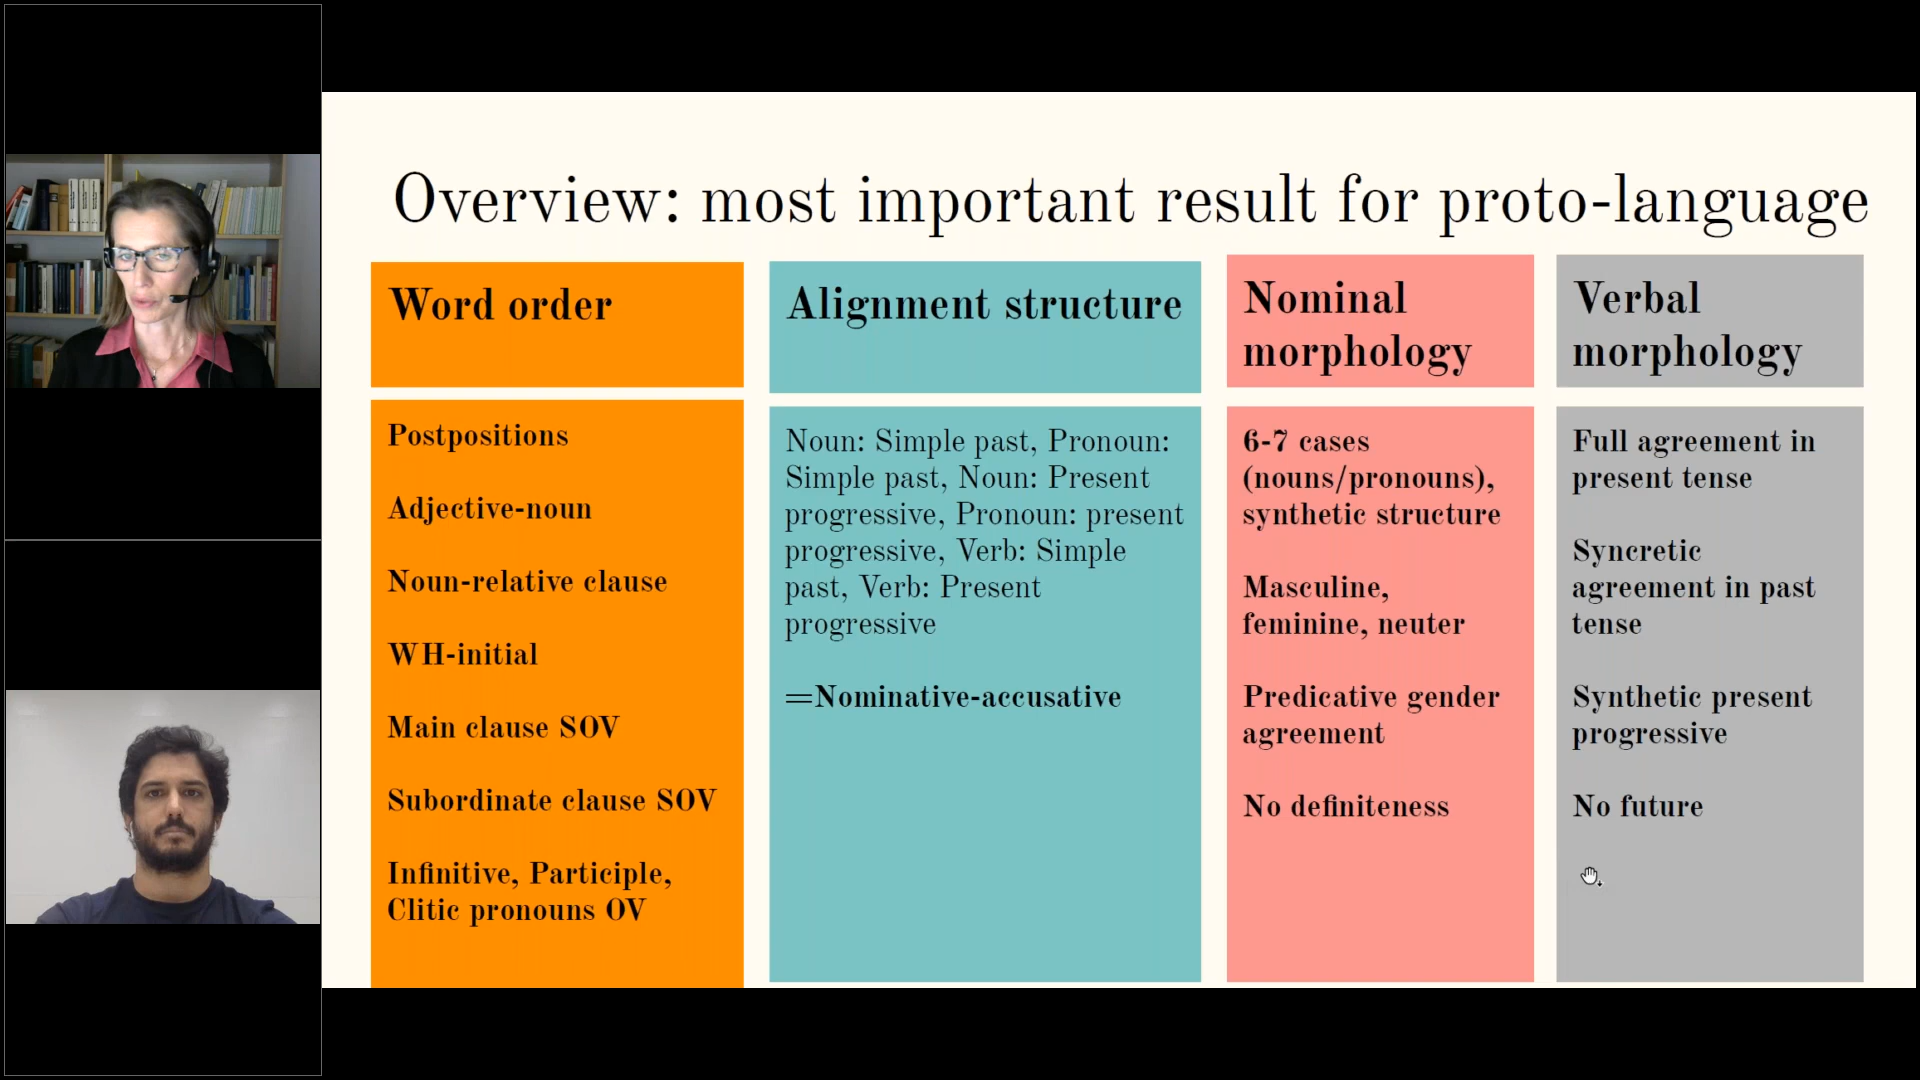 Overview: most important result for proto-language
Word order
Postpositions
Adjective-noun
Noun-relative clause
WH-initial
Main clause SOV
Subordinate clause SOV
Infinitive, Participle,
Clitic pronouns OV
Alignment structure
Noun: Simple past, Pronoun:
Simple past, Noun: Present
progressive, Pronoun: present
progressive, Verb: Simple
past, Verb: Present
progressive
=Nominative-accusative
Nominal
morphology
6-7 cases
(nouns/pronouns),
synthetic structure
Masculine,
feminine, neuter
Predicative gender
agreement
No definiteness
Verbal
morphology
Full agreement in
present tense
Syncretic
agreement in past
tense
Synthetic present
progressive
No future